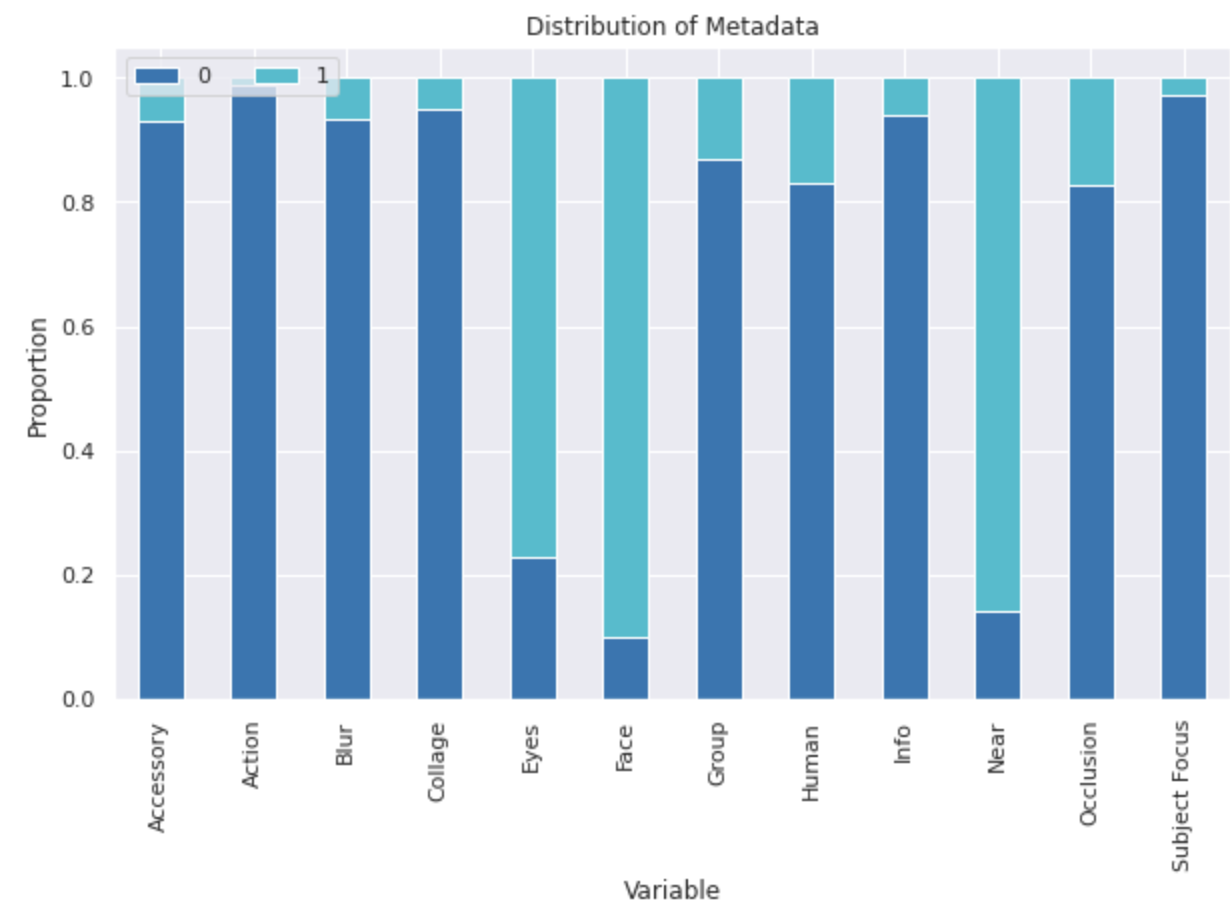 Distribution of Metadata
0 1
1.0
0.8
0.6
0.4
0.2
0.0
Proportion
Accessory
Action
Blur
Collage
Eyes
Face
Group
Human
Info
Near
Occlusion
Subject Focus
Variable